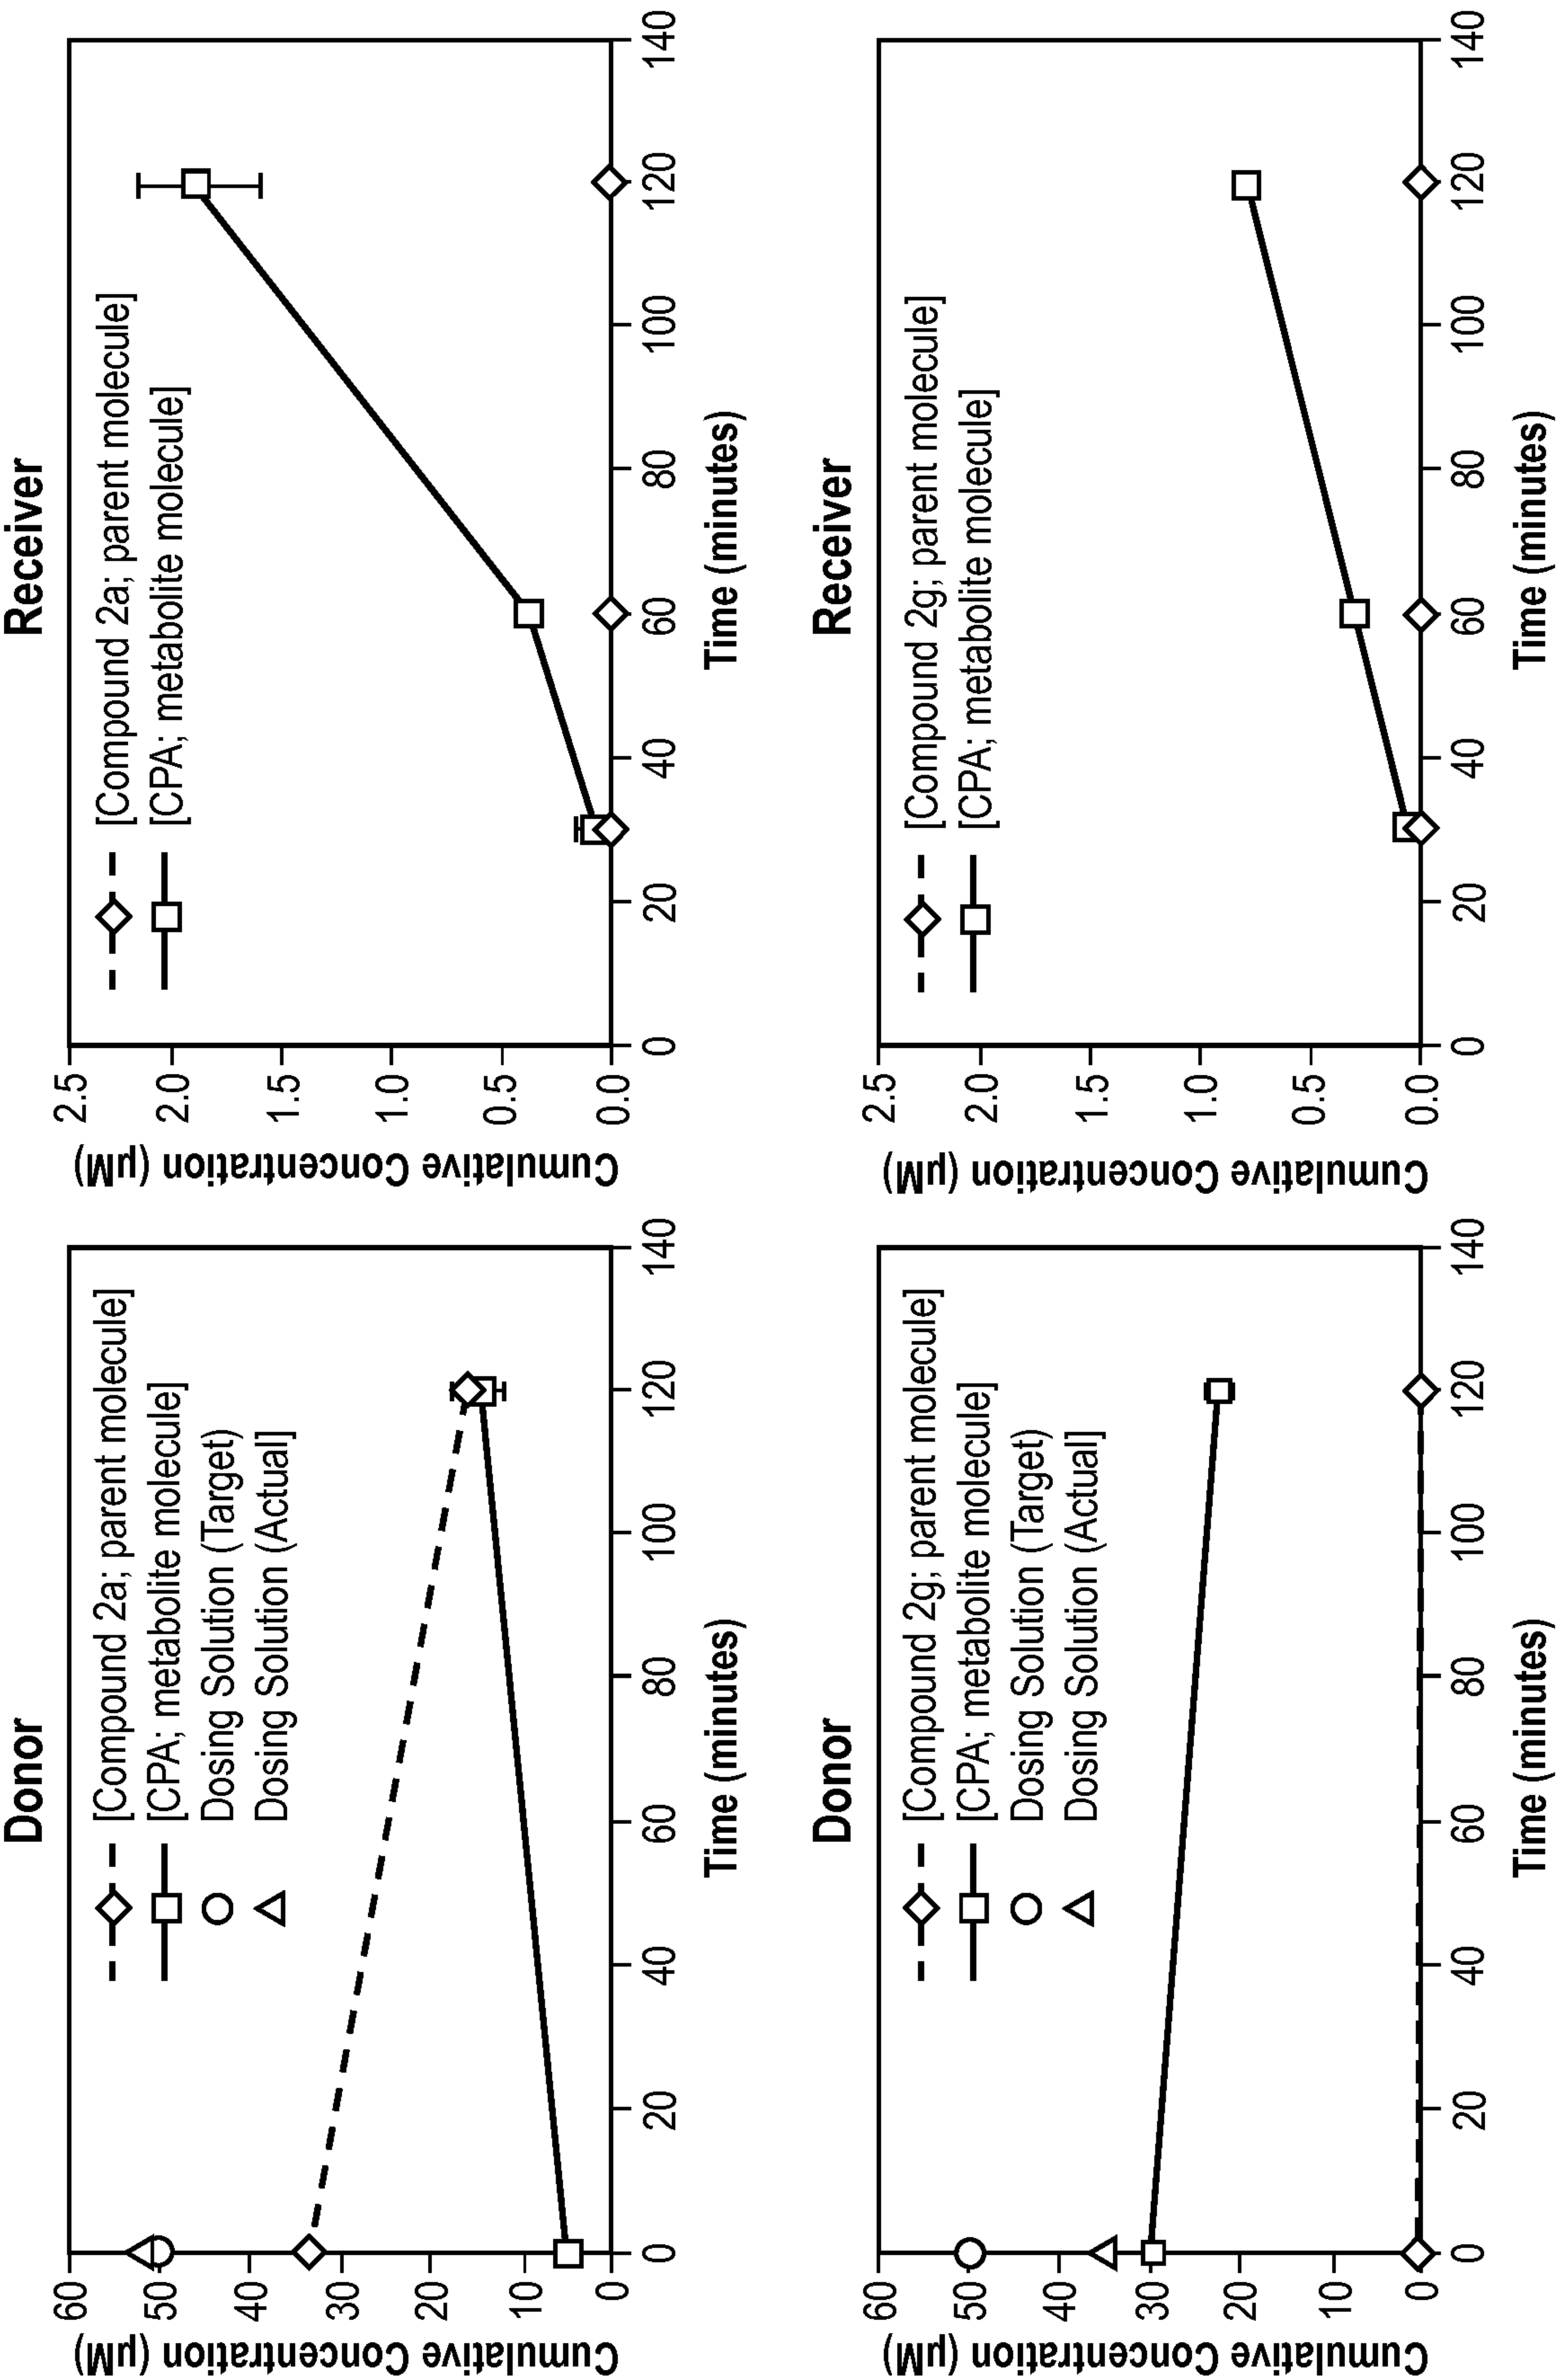 Donor
[Compound 2a; parent molecule]
[CPA; metabolite molecule]
Dosing Solution (Target)
Dosing Solution (Actual]
Cumulative Concentration (µM)
60
50
40
30
20
10
0
0 20 40 60 80 100 120 140
Time (minutes)
Receiver
[Compound 2a; parent molecule]
[CPA; metabolite molecule]
Cumulative Concentration (µM)
2.5
2.0
1.5
1.0
0.5
0.0
0 20 40 60 80 100 120 140
Time (minutes)
Donor
[Compound 2g; parent molecule]
[CPA; metabolite molecule]
Dosing Solution (Target)
Dosing Solution (Actual]
Cumulative Concentration (µM)
60
50
40
30
20
10
0
0 20 40 60 80 100 120 140
Time (minutes)
Receiver
[Compound 2g; parent molecule]
[CPA; metabolite molecule]
Cumulative Concentration (µM)
2.5
2.0
1.5
1.0
0.5
0.0
0 20 40 60 80 100 120 140
Time (minutes)